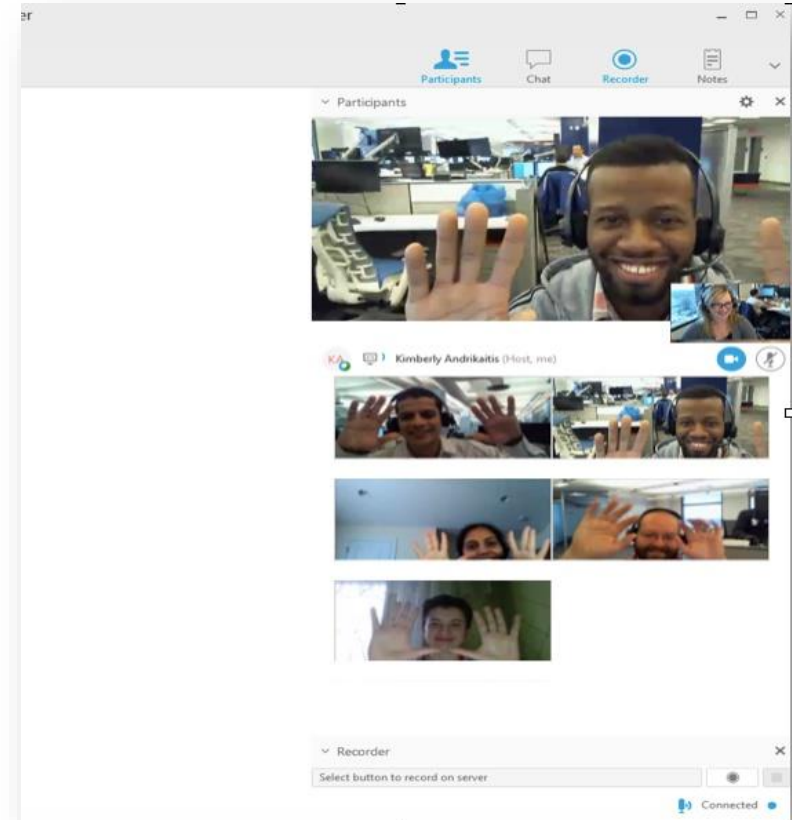 er
Participants Chat Recorder Notes
Participants
KA Kimberly Andrikaitis (Host, me)
Recorder
Select button to record on server
Connected